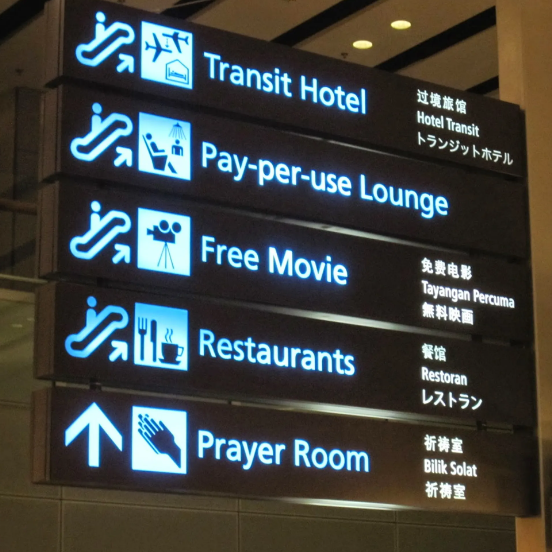 Transit Hotel
过境旅馆
Hotel Transit
トランジットホテル
Pay-per-use Lounge
Free Movie
免费电影
Tayangan Percuma
無料映画
Restaurants
餐馆
Restoran
レストラン
Prayer Room
祈祷室
Bilik Solat
祈祷室